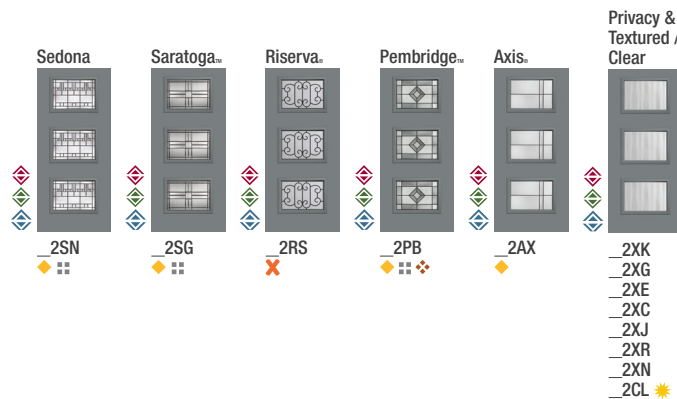 Privacy &
Textured /
Sedona
Saratoga™
Riserva®
Pembridge™
Axis®
Clear
__2SN
__2SG
__2RS
__2PB
__2AX
__2XK
__2XG
__2XE
__2XC
__2XJ
__2XR
__2XN
__2CL